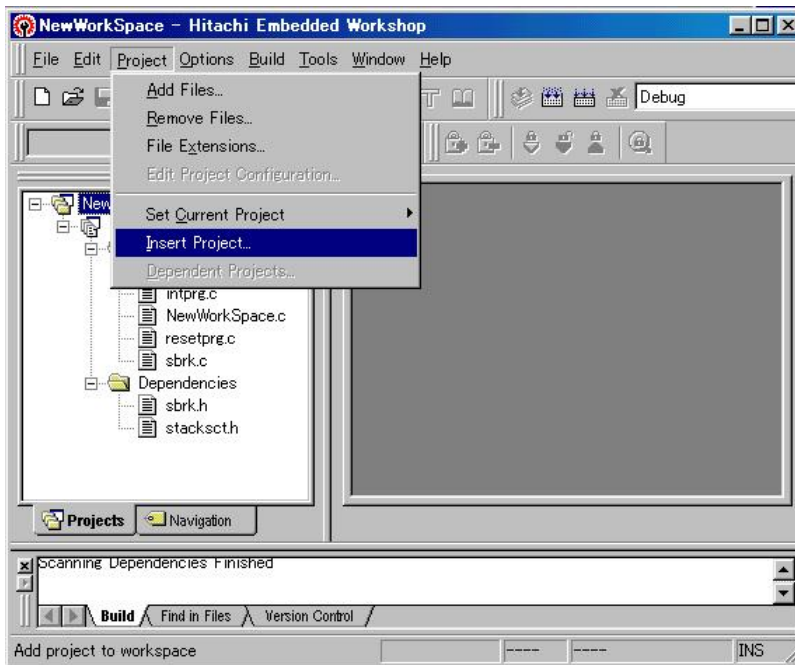 NewWorkSpace - Hitachi Embedded Workshop
File Edit Project Options Build Tools Window Help
Debug
Add Files...
Remove Files...
File Extensions...
Edit Project Configuration...
Set Current Project
Insert Project...
Dependent Projects...
New
intprg.c
NewWorkSpace.c
resetprg.c
sbrk.c
Dependencies
sbrk.h
stacksct.h
Projects Navigation
Scanning Dependencies Finished
Build Find in Files Version Control
Add project to workspace ---- ---- INS